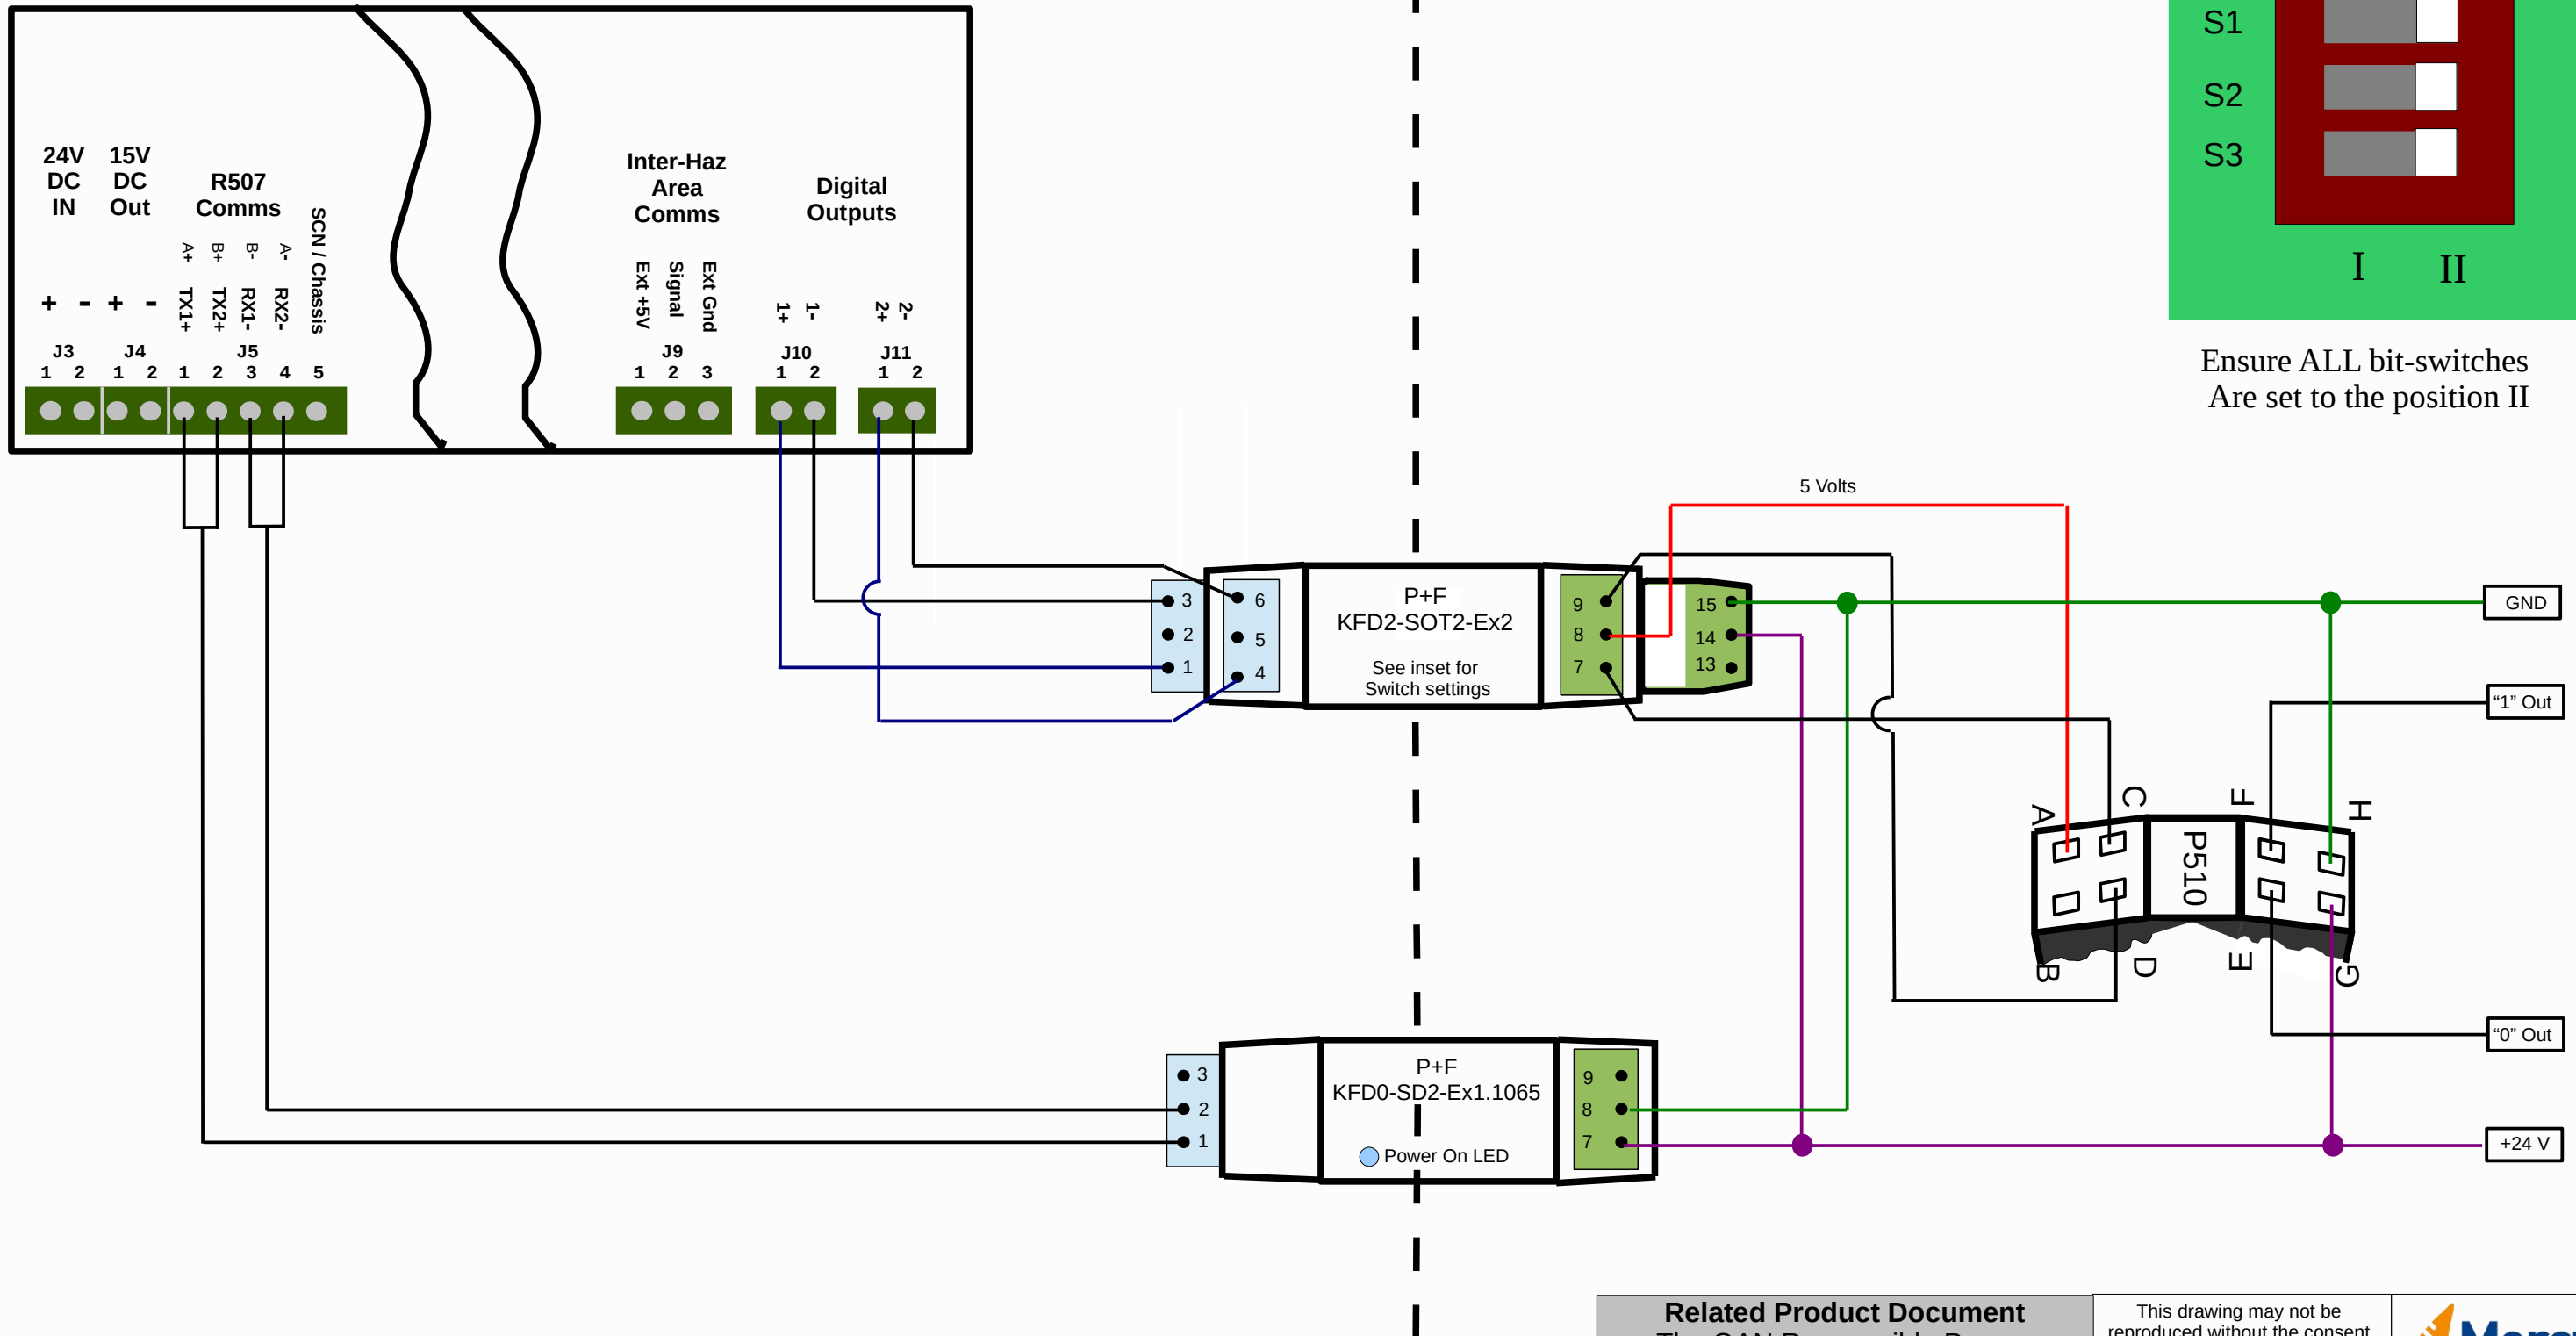 24V
DC
IN
15V
DC
Out
R507
Comms
SCN / Chassis
A+
B+
B-
A-
TX1+
TX2+
RX1-
RX2-
+ - + -
J3 J4 J5
1 2 1 2 1 2 3 4 5
Inter-Haz
Area
Comms
Ext +5V
Signal
Ext Gnd
J9
1 2 3
Digital
Outputs
1+
1-
2+
2-
J10
1 2
J11
1 2
S1
S2
S3
I II
Ensure ALL bit-switches
Are set to the position II
5 Volts
3
2
1
6
5
4
P+F
KFD2-SOT2-Ex2
See inset for
Switch settings
9
8
7
15
14
13
GND
"1" Out
A
C
F
H
P510
B
D
E
G
"0" Out
+24 V
3
2
1
P+F
KFD0-SD2-Ex1.1065
Power On LED
9
8
7
Related Product Document
This drawing may not be
reproduced without the consent